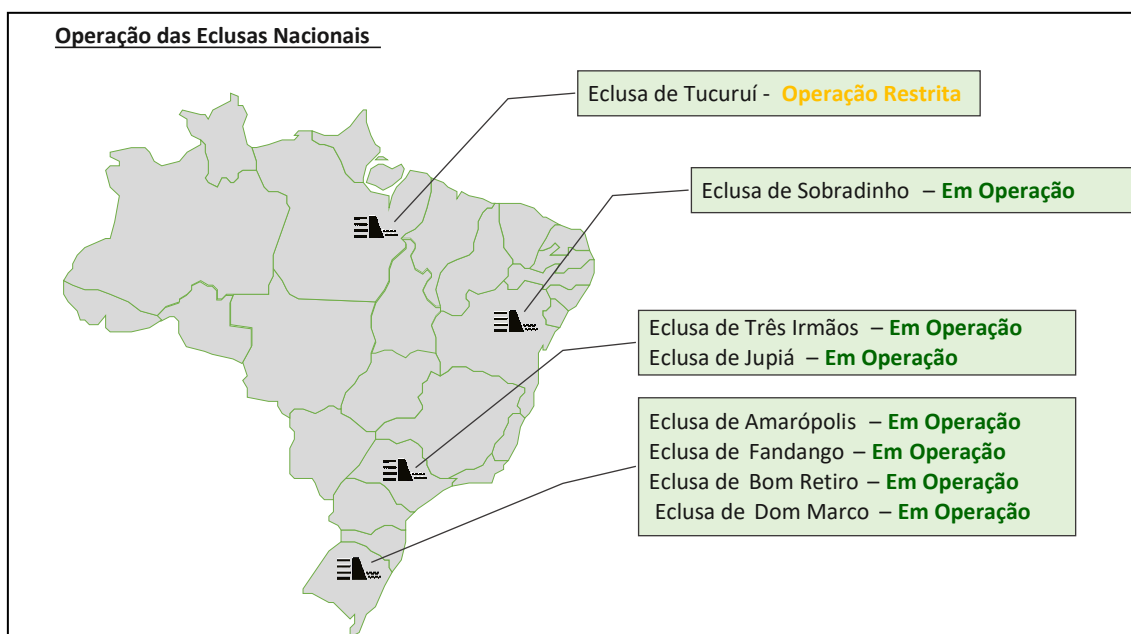 Operação das Eclusas Nacionais
Eclusa de Tucuruí - Operação Restrita
Eclusa de Sobradinho – Em Operação
Eclusa de Três Irmãos – Em Operação
Eclusa de Jupiá – Em Operação
Eclusa de Amarópolis – Em Operação
Eclusa de Fandango – Em Operação
Eclusa de Bom Retiro – Em Operação
Eclusa de Dom Marco – Em Operação